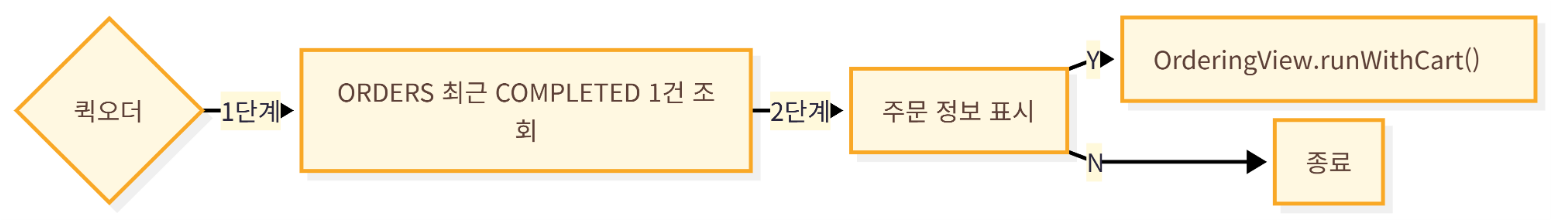 퀵오더
1단계
ORDERS 최근 COMPLETED 1건 조
회
2단계
주문 정보 표시
Y
OrderingView.runWithCart()
N
종료